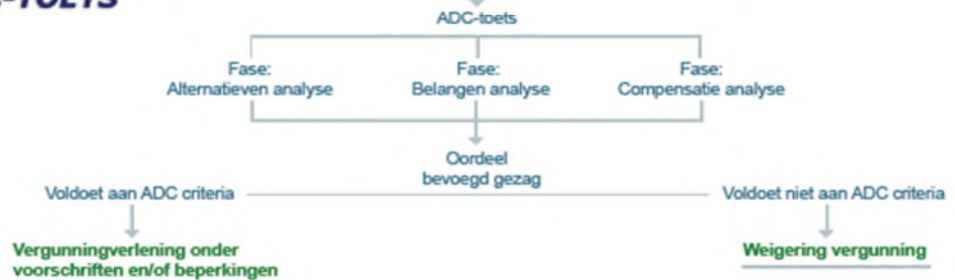 -TOETS
ADC-toets
Fase:
Alternatieven analyse
Fase:
Belangen analyse
Fase:
Compensatie analyse
Oordeel
bevoegd gezag
Voldoet aan ADC criteria
Voldoet niet aan ADC criteria
Vergunningverlening onder
voorschriften en/of beperkingen
Weigering vergunning